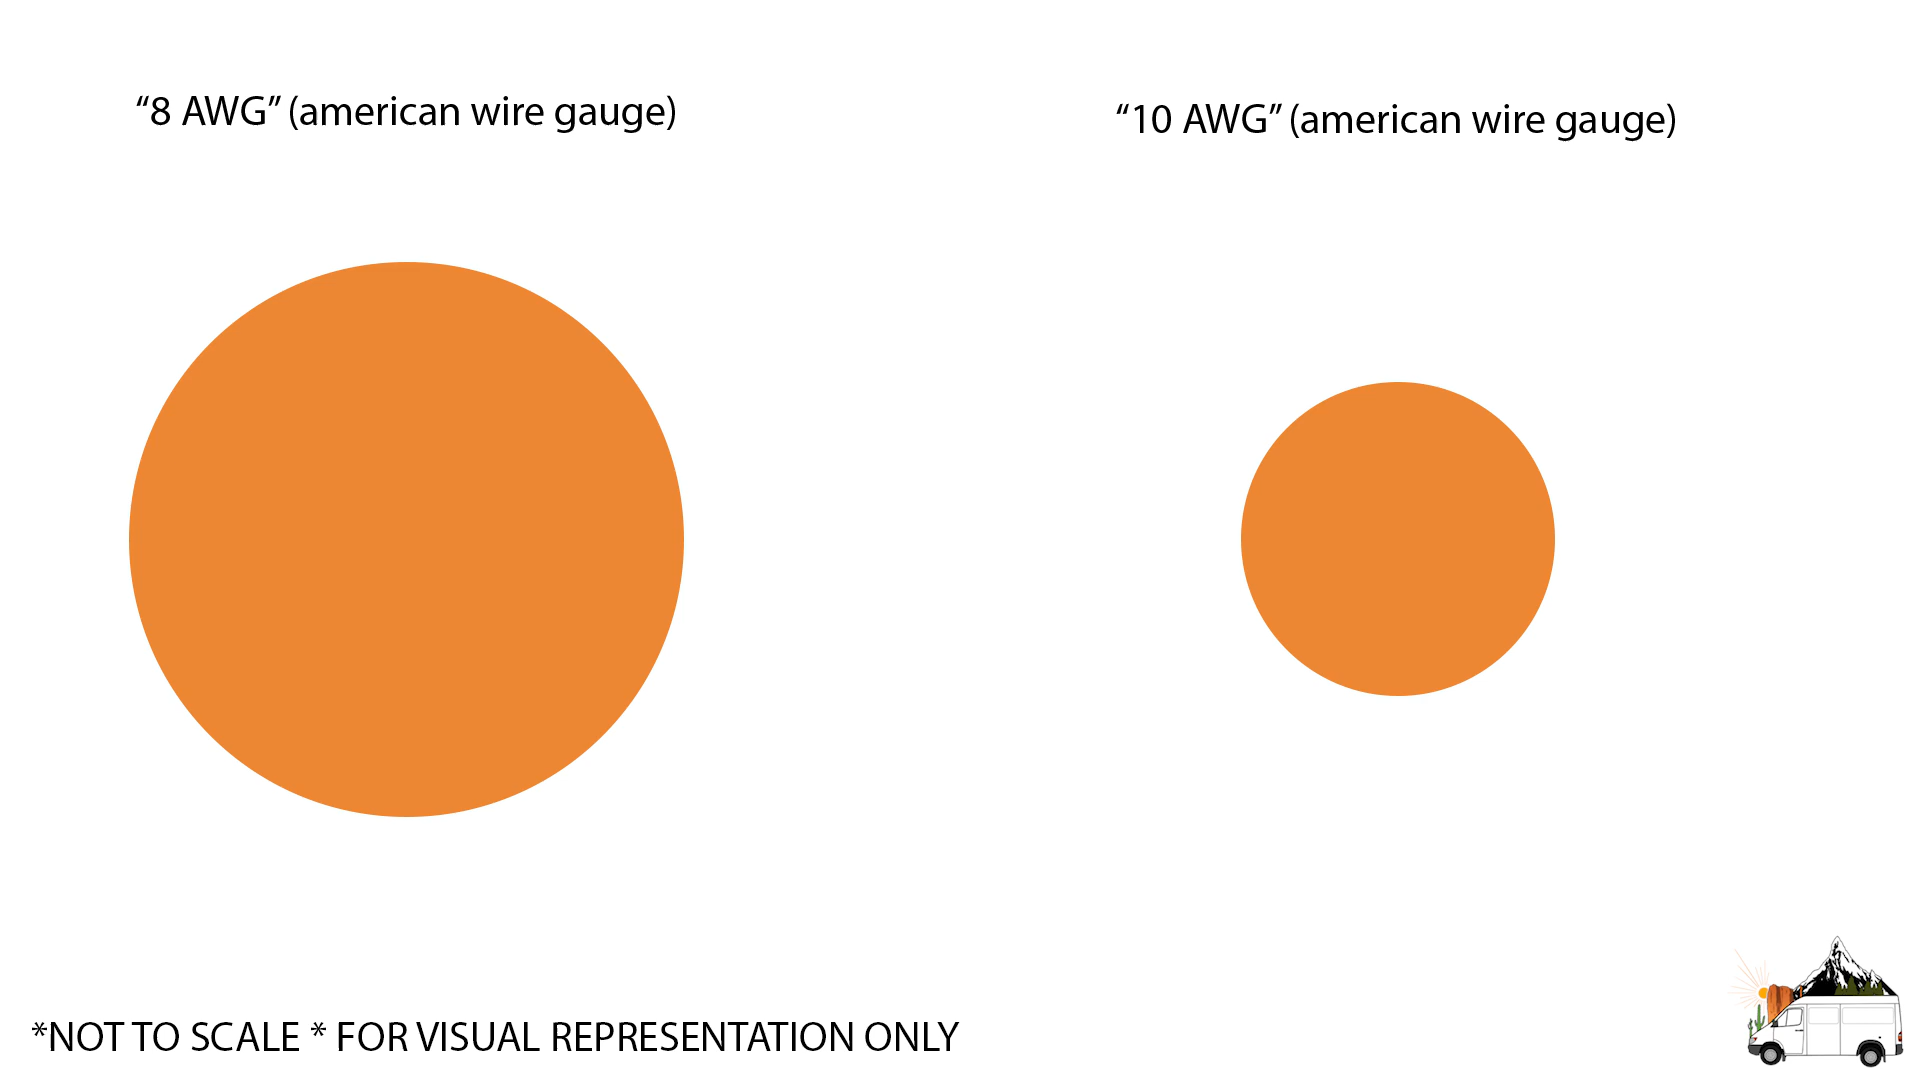 “8 AWG” (american wire gauge)
“10 AWG” (american wire gauge)
*NOT TO SCALE * FOR VISUAL REPRESENTATION ONLY